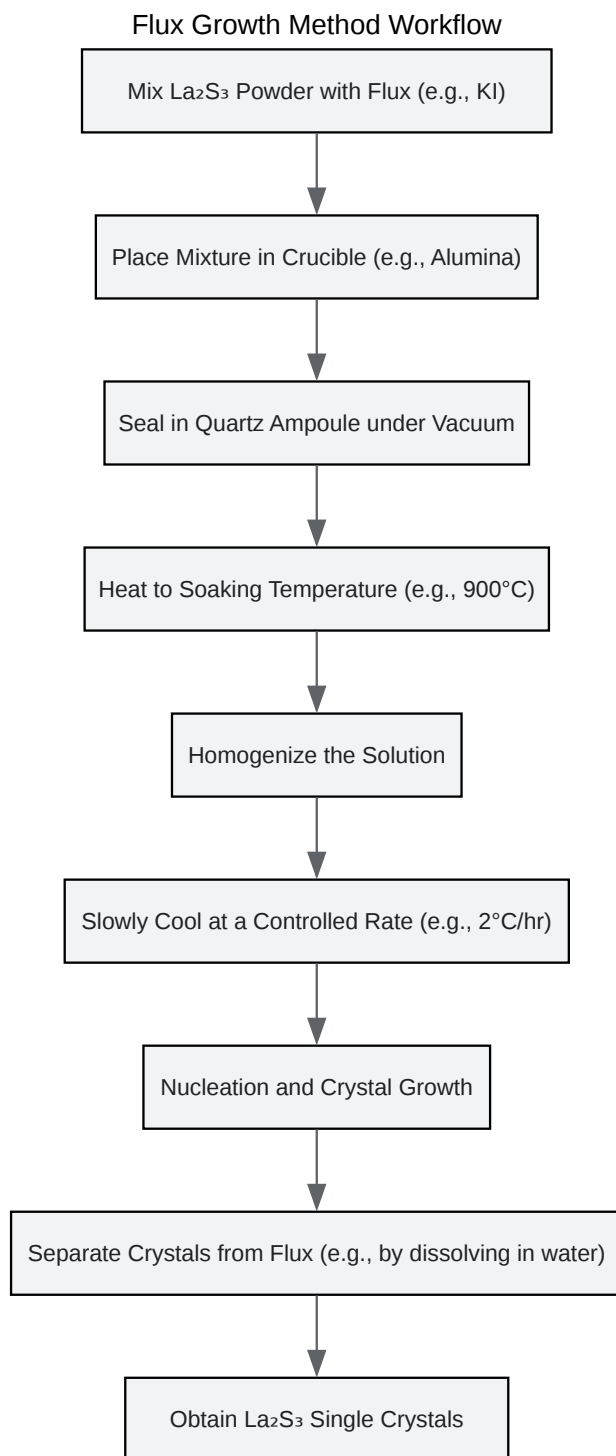 Flux Growth Method Workflow
Mix La₂S₃ Powder with Flux (e.g., KI)
Place Mixture in Crucible (e.g., Alumina)
Seal in Quartz Ampoule under Vacuum
Heat to Soaking Temperature (e.g., 900°C)
Homogenize the Solution
Slowly Cool at a Controlled Rate (e.g., 2°C/hr)
Nucleation and Crystal Growth
Separate Crystals from Flux (e.g., by dissolving in water)
Obtain La₂S₃ Single Crystals